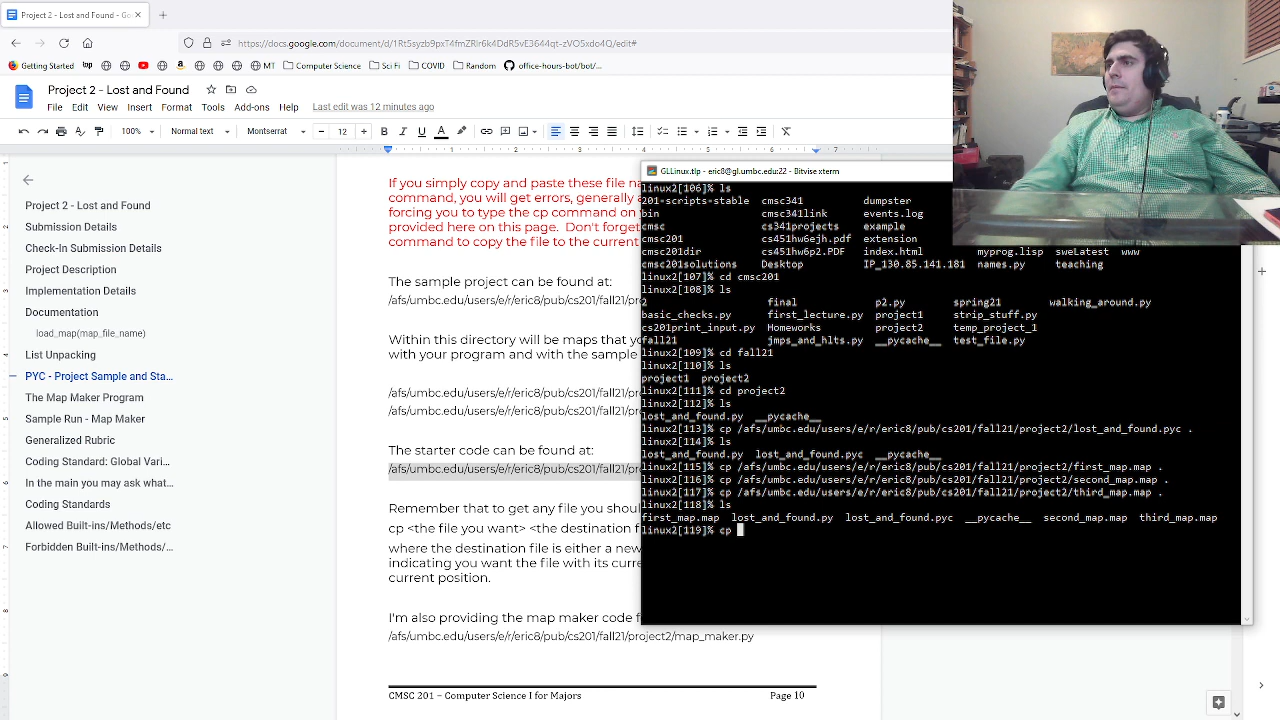 Project 2 - Lost and Found - Go
https://docs.google.com/document/d/1Rt5syzb9pxT4fmZRlr6k4DdR5vE3644qt-zVO5xdo4Q/edit#
Getting Started
bp
MT
Computer Science
Sci Fi
DVD
Random
office-hours-bot/bot/...
Project 2 - Lost and Found
File Edit View Insert Format Tools Add-ons Help Last edit was 12 minutes ago
100% Normal text Montserrat 12
1 2 3 4 5 6 7
Project 2 - Lost and Found
Submission Details
Check-In Submission Details
Project Description
Implementation Details
Documentation
load_map(map_file_name)
List Unpacking
PYC - Project Sample and Sta...
The Map Maker Program
Sample Run - Map Maker
Generalized Rubric
Coding Standard: Global Vari...
In the main you may ask what...
Coding Standards
Allowed Built-ins/Methods/etc
Forbidden Built-ins/Methods/...
If you simply copy and paste these file na
command, you will get errors, generally
forcing you to type the cp command on
provided here on this page. Don't forget
command to copy the file to the current
The sample project can be found at:
/afs/umbc.edu/users/e/r/eric8/pub/cs201/fall21/pro
Within this directory will be maps that yo
with your program and with the sample
/afs/umbc.edu/users/e/r/eric8/pub/cs201/fall21/pro
/afs/umbc.edu/users/e/r/eric8/pub/cs201/fall21/pro
The starter code can be found at:
/afs/umbc.edu/users/e/r/eric8/pub/cs201/fall21/pro
Remember that to get any file you shou
cp <the file you want> <the destination f
where the destination file is either a new
indicating you want the file with its curre
current position.
I'm also providing the map maker code f
/afs/umbc.edu/users/e/r/eric8/pub/cs201/fall21/project2/map_maker.py
CMSC 201 – Computer Science I for Majors Page 10
GLLinux.tlp - eric8@gl.umbc.edu:22 - Bitvise xterm
linux2[106]% ls
201-scripts-stable cmsc341 dumpster
bin cmsc341link events.log
cmsc cs341projects example
cmsc201 cs451hw6ejh.pdf extension
cmsc201dir cs451hw6p2.PDF index.html myprog.lisp sweLatest www
cmsc201solutions Desktop IP_130.85.141.181 names.py teaching
linux2[107]% cd cmsc201
linux2[108]% ls
2 final p2.py spring21 walking_around.py
basic_checks.py first_lecture.py project1 strip_stuff.py
cs201print_input.py Homeworks project2 temp_project_1
fall21 jmps_and_hlts.py __pycache__ test_file.py
linux2[109]% cd fall21
linux2[110]% ls
project1 project2
linux2[111]% cd project2
linux2[112]% ls
lost_and_found.py __pycache__
linux2[113]% cp /afs/umbc.edu/users/e/r/eric8/pub/cs201/fall21/project2/lost_and_found.pyc .
linux2[114]% ls
lost_and_found.py lost_and_found.pyc __pycache__
linux2[115]% cp /afs/umbc.edu/users/e/r/eric8/pub/cs201/fall21/project2/first_map.map .
linux2[116]% cp /afs/umbc.edu/users/e/r/eric8/pub/cs201/fall21/project2/second_map.map .
linux2[117]% cp /afs/umbc.edu/users/e/r/eric8/pub/cs201/fall21/project2/third_map.map .
linux2[118]% ls
first_map.map lost_and_found.py lost_and_found.pyc __pycache__ second_map.map third_map.map
linux2[119]% cp